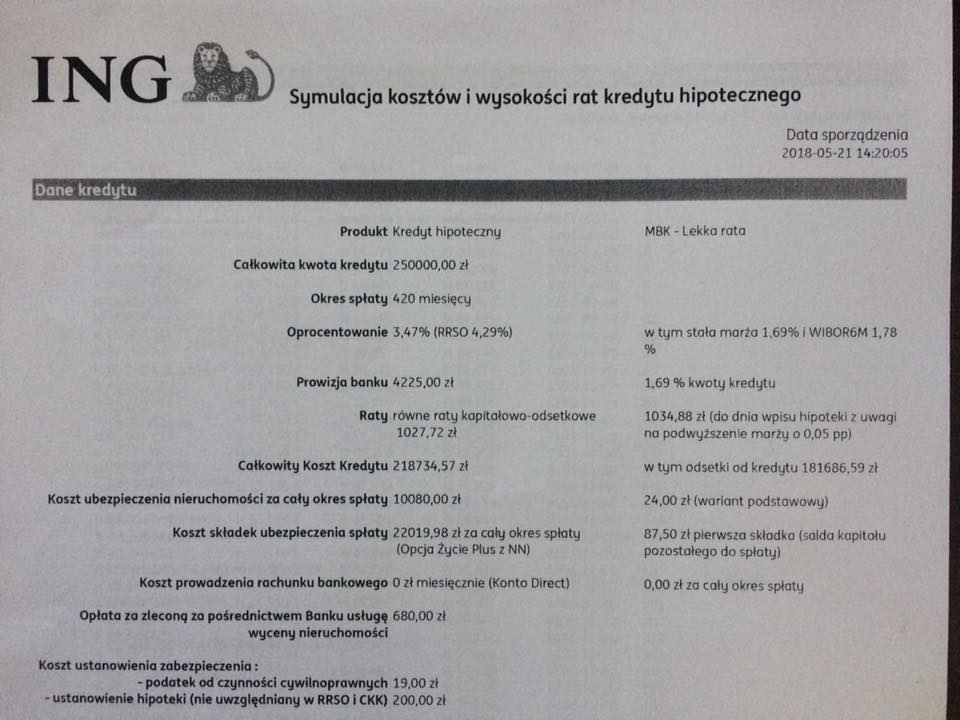 ING
Symulacja kosztów i wysokości rat kredytu hipotecznego
Data sporządzenia
2018-05-21 14:20:05
Dane kredytu
Produkt Kredyt hipoteczny MBK - Lekka rata
Całkowita kwota kredytu 250000,00 zł
Okres spłaty 420 miesięcy
Oprocentowanie 3,47% (RRSO 4,29%) w tym stała marża 1,69% i WIBOR6M 1,78
%
Prowizja banku 4225,00 zł 1,69 % kwoty kredytu
Raty równe raty kapitałowo-odsetkowe 1034,88 zł (do dnia wpisu hipoteki z uwagi
1027,72 zł na podwyższenie marży o 0,05 pp)
Całkowity Koszt Kredytu 218734,57 zł w tym odsetki od kredytu 181686,59 zł
Koszt ubezpieczenia nieruchomości za cały okres spłaty 10080,00 zł 24,00 zł (wariant podstawowy)
Koszt składek ubezpieczenia spłaty 22019,98 zł za cały okres spłaty 87,50 zł pierwsza składka (salda kapitału
(Opcja Życie Plus z NN) pozostałego do spłaty)
Koszt prowadzenia rachunku bankowego 0 zł miesięcznie (Konto Direct) 0,00 zł za cały okres spłaty
Opłata za zleconą za pośrednictwem Banku usługę 680,00 zł
wyceny nieruchomości
Koszt ustanowienia zabezpieczenia :
- podatek od czynności cywilnoprawnych 19,00 zł
- ustanowienie hipoteki (nie uwzględniany w RRSO i CKK) 200,00 zł